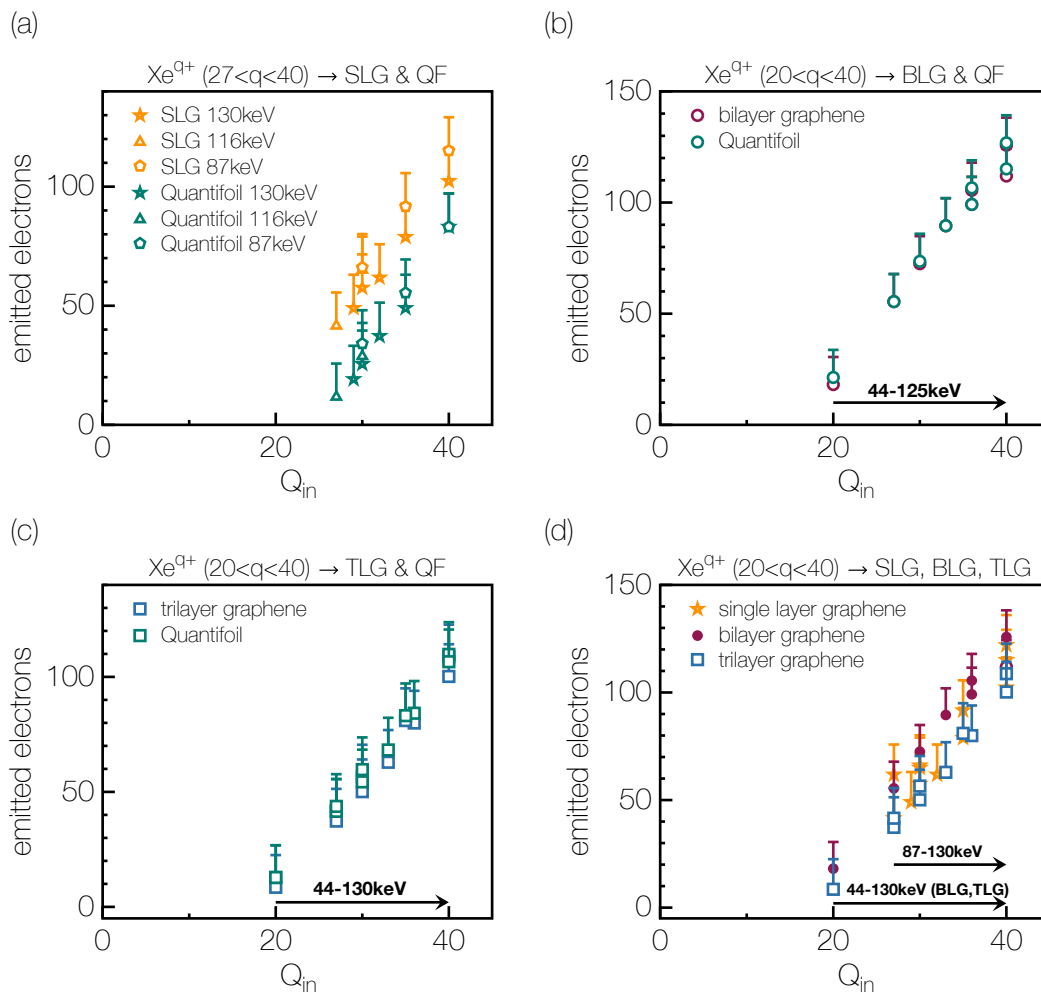 (a)
Xe^q+ (27<q<40) → SLG & QF
SLG 130keV
SLG 116keV
SLG 87keV
Quantifoil 130keV
Quantifoil 116keV
Quantifoil 87keV
emitted electrons
100
50
0
0 20 40
Q_in
(b)
Xe^q+ (20<q<40) → BLG & QF
bilayer graphene
Quantifoil
emitted electrons
150
100
50
0
44-125keV
0 20 40
Q_in
(c)
Xe^q+ (20<q<40) → TLG & QF
trilayer graphene
Quantifoil
emitted electrons
100
50
0
44-130keV
0 20 40
Q_in
(d)
Xe^q+ (20<q<40) → SLG, BLG, TLG
single layer graphene
bilayer graphene
trilayer graphene
emitted electrons
150
100
50
0
87-130keV
44-130keV (BLG,TLG)
0 20 40
Q_in